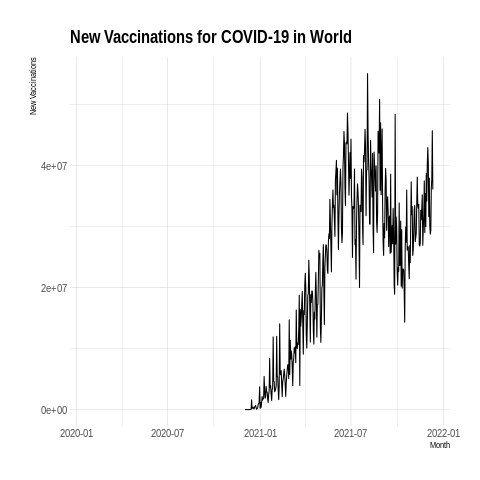 New Vaccinations for COVID-19 in World
New Vaccinations
4e+07
2e+07
0e+00
2020-01
2020-07
2021-01
2021-07
2022-01
Month